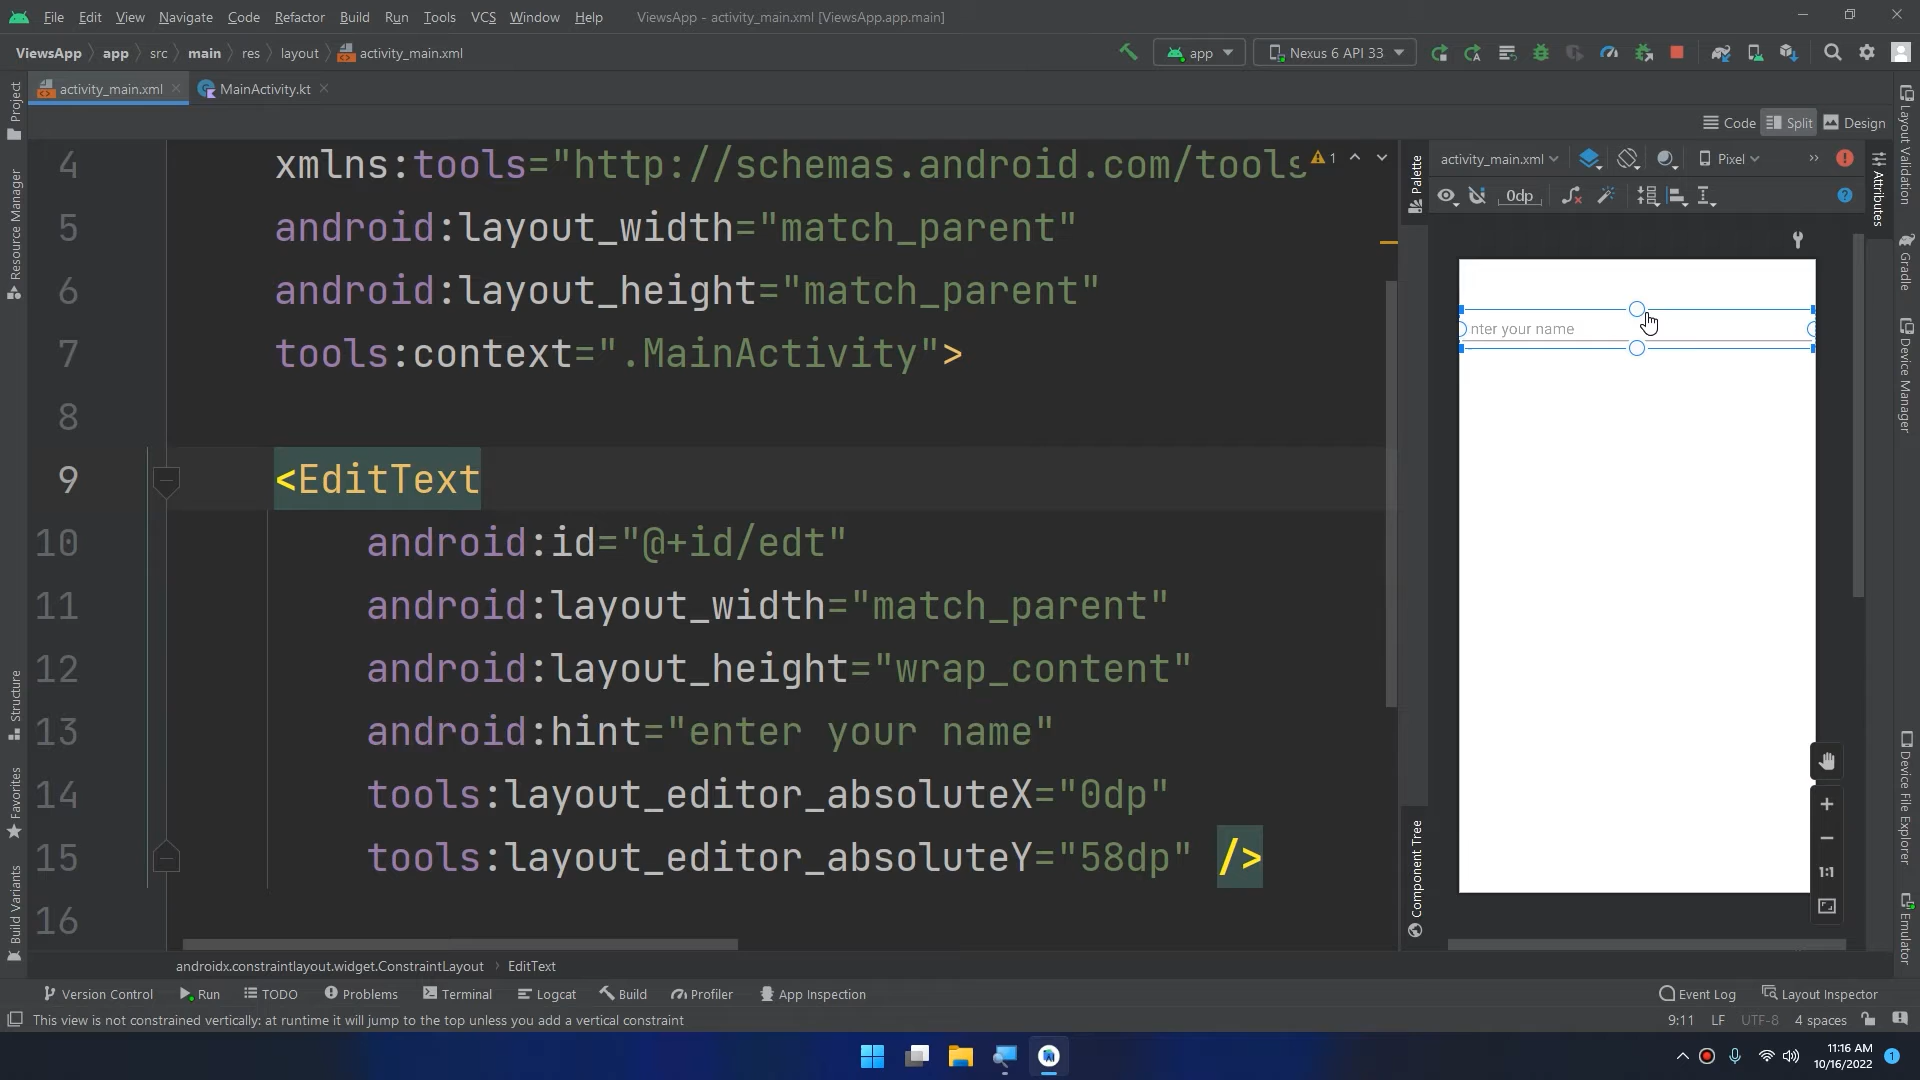 File Edit View Navigate Code Refactor Build Run Tools VCS Window Help ViewsApp - activity_main.xml [ViewsApp.app.main]
ViewsApp app src main res layout activity_main.xml app Nexus 6 API 33
activity_main.xml MainActivity.kt
Code Split Design
4 xmlns:tools="http://schemas.android.com/tools 1
activity_main.xml Pixel
0dp
5 android:layout_width="match_parent"
6 android:layout_height="match_parent"
7 tools:context=".MainActivity">
8
9 <EditText
10 android:id="@+id/edt"
11 android:layout_width="match_parent"
12 android:layout_height="wrap_content"
13 android:hint="enter your name"
14 tools:layout_editor_absoluteX="0dp"
15 tools:layout_editor_absoluteY="58dp" />
16
nter your name
1:1
Project
Resource Manager
Structure
Favorites
Build Variants
Palette
Component Tree
Attributes
Layout Validation
Gradle
Device Manager
Device File Explorer
Emulator
androidx.constraintlayout.widget.ConstraintLayout EditText
Version Control Run TODO Problems Terminal Logcat Build Profiler App Inspection Event Log Layout Inspector
This view is not constrained vertically: at runtime it will jump to the top unless you add a vertical constraint 9:11 LF UTF-8 4 spaces
11:16 AM
10/16/2022
1